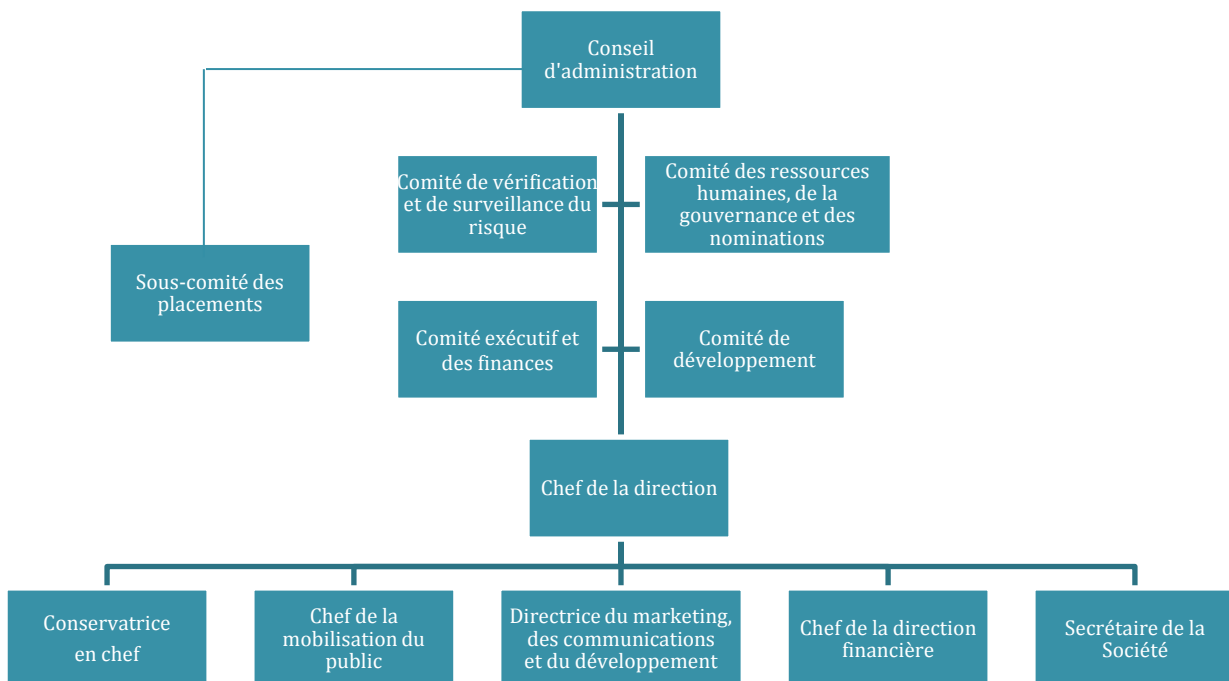 Conseil
d'administration
Comité de vérification
et de surveillance du
risque
Comité des ressources
humaines, de la
gouvernance et des
nominations
Sous-comité des
placements
Comité exécutif et
des finances
Comité de
développement
Chef de la direction
Conservatrice
en chef
Chef de la
mobilisation du
public
Directrice du marketing,
des communications
et du développement
Chef de la direction
financière
Secrétaire de la
Société